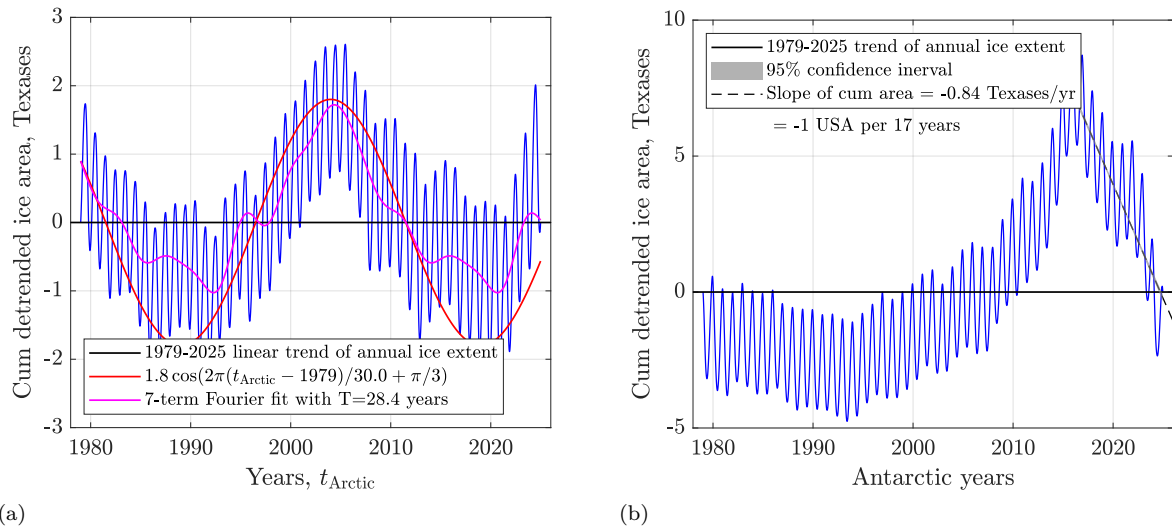 3
2
1
0
-1
-2
-3
1980
1990
2000
2010
2020
Cum detrended ice area, Texases
Years, t_Arctic
1979-2025 linear trend of annual ice extent
1.8 cos(2π(t_Arctic − 1979)/30.0 + π/3)
7-term Fourier fit with T=28.4 years
(a)
10
5
0
-5
1980
1990
2000
2010
2020
Cum detrended ice area, Texases
Antarctic years
1979-2025 trend of annual ice extent
95% confidence inerval
Slope of cum area = -0.84 Texases/yr
= -1 USA per 17 years
(b)